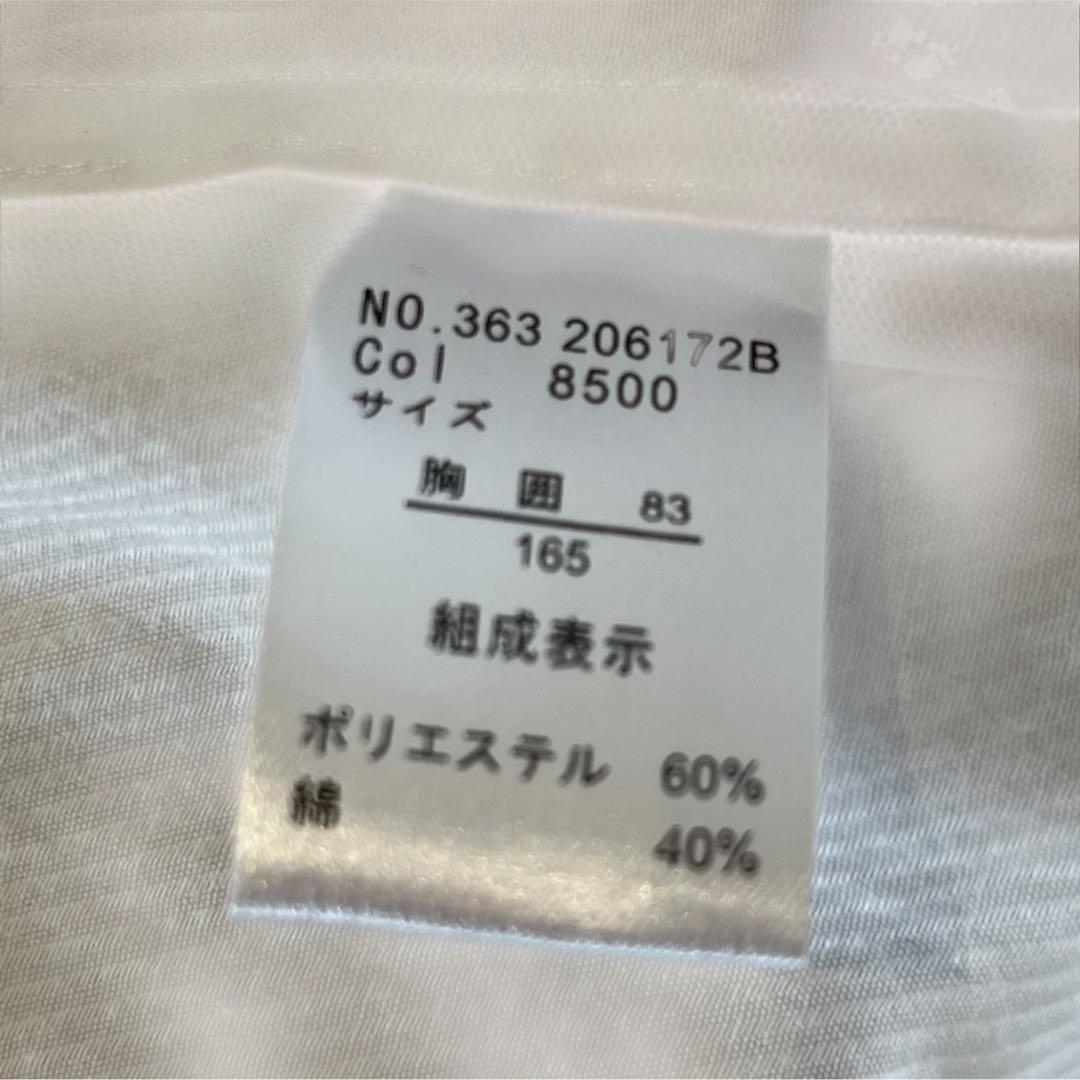 NO.363 206172B
Col 8500
サイズ
胸 囲 83
165
組成表示
ポリエステル 60%
綿 40%